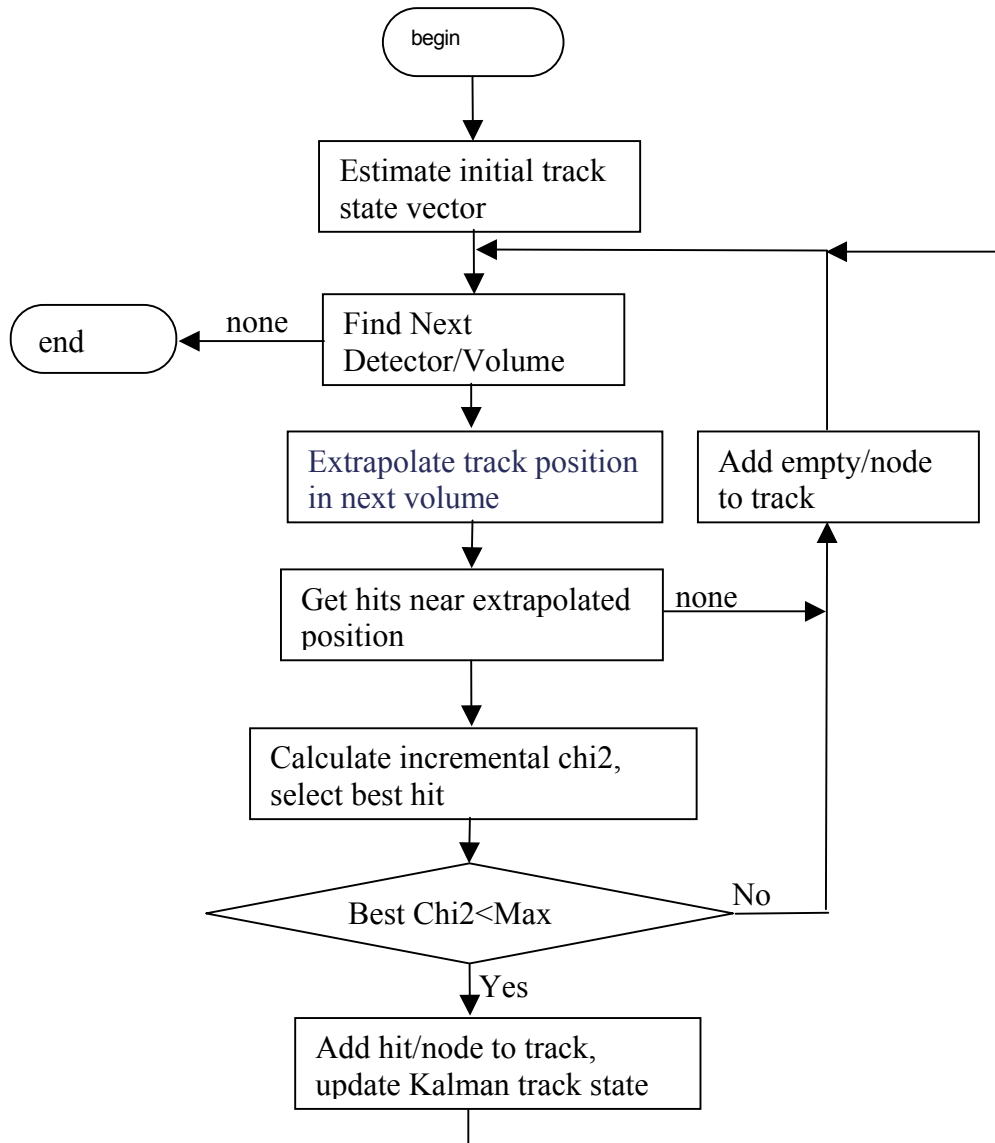 begin
Estimate initial track
state vector
none
Find Next
Detector/Volume
end
Extrapolate track position
in next volume
Add empty/node
to track
Get hits near extrapolated
position
none
Calculate incremental chi2,
select best hit
Best Chi2<Max
No
Yes
Add hit/node to track,
update Kalman track state